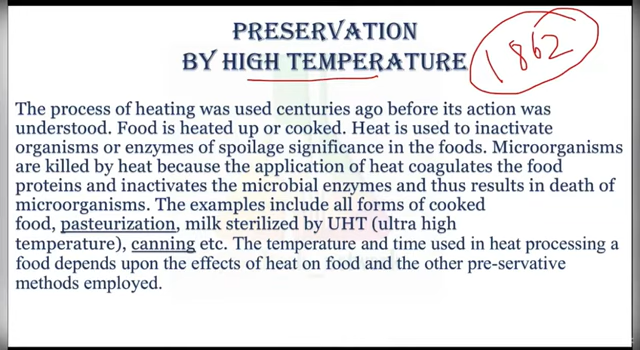 PRESERVATION
BY HIGH TEMPERATURE
1862
The process of heating was used centuries ago before its action was
understood. Food is heated up or cooked. Heat is used to inactivate
organisms or enzymes of spoilage significance in the foods. Microorganisms
are killed by heat because the application of heat coagulates the food
proteins and inactivates the microbial enzymes and thus results in death of
microorganisms. The examples include all forms of cooked
food, pasteurization, milk sterilized by UHT (ultra high
temperature), canning etc. The temperature and time used in heat processing a
food depends upon the effects of heat on food and the other pre-servative
methods employed.